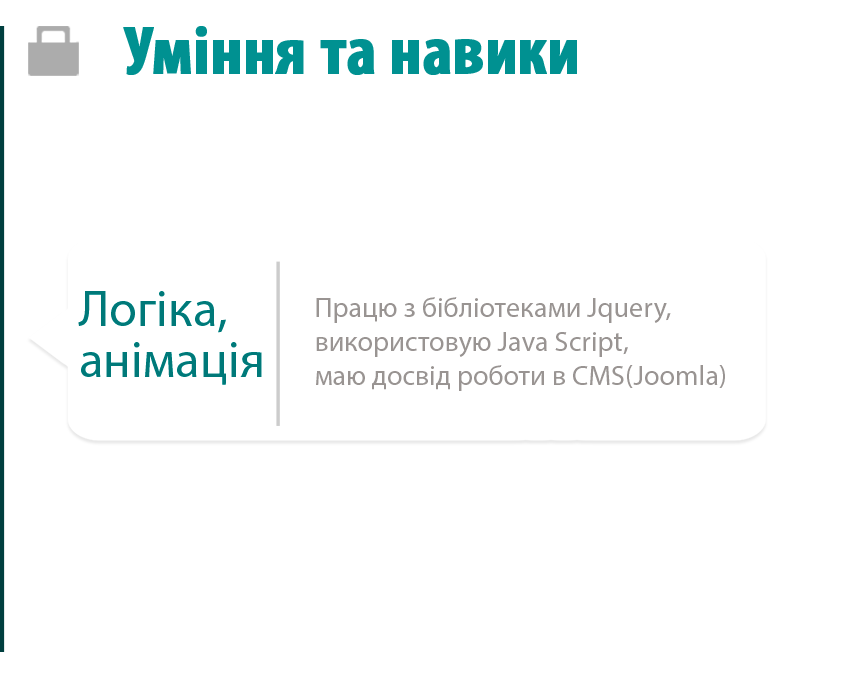 Уміння та навики
Логіка,
анімація
Працю з бібліотеками Jquery,
використовую Java Script,
маю досвід роботи в CMS(Joomla)